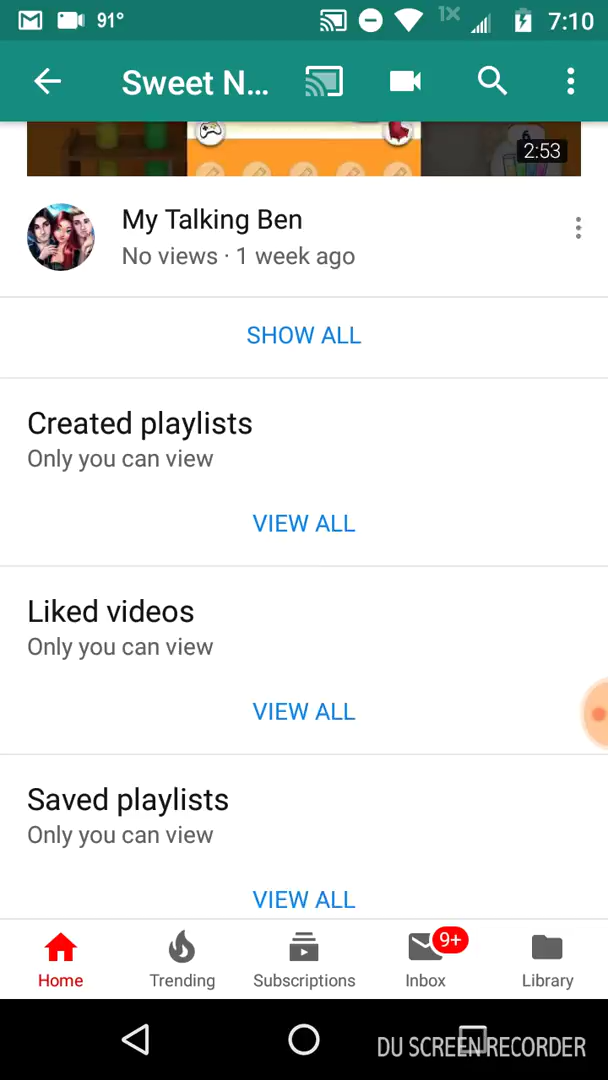 91° 1X 7:10
Sweet N...
2:53
My Talking Ben
No views · 1 week ago
SHOW ALL
Created playlists
Only you can view
VIEW ALL
Liked videos
Only you can view
VIEW ALL
Saved playlists
Only you can view
VIEW ALL
9+
Home Trending Subscriptions Inbox Library
DU SCREEN RECORDER